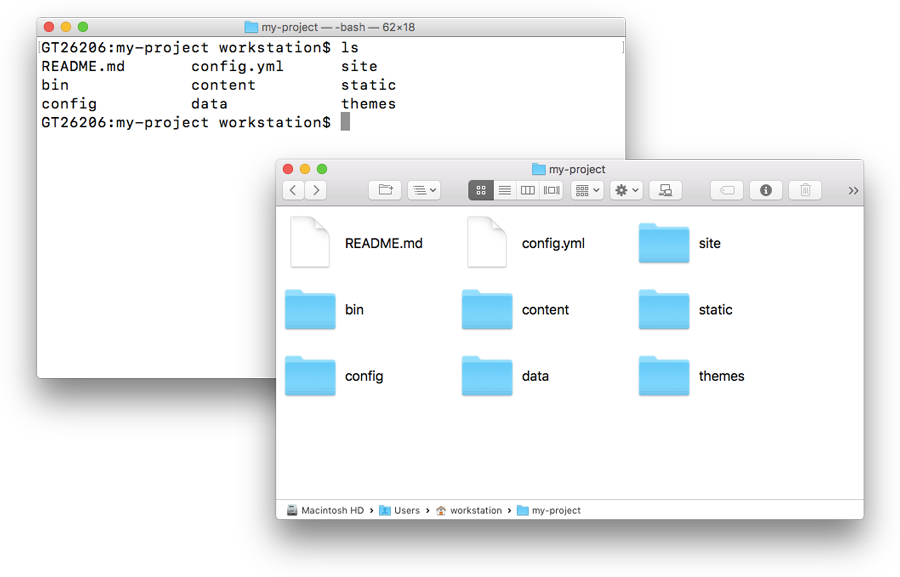 my-project — -bash — 62×18
GT26206:my-project workstation$ ls
README.md config.yml site
bin content static
config data themes
GT26206:my-project workstation$
my-project
README.md config.yml site
bin content static
config data themes
Macintosh HD › Users › workstation › my-project